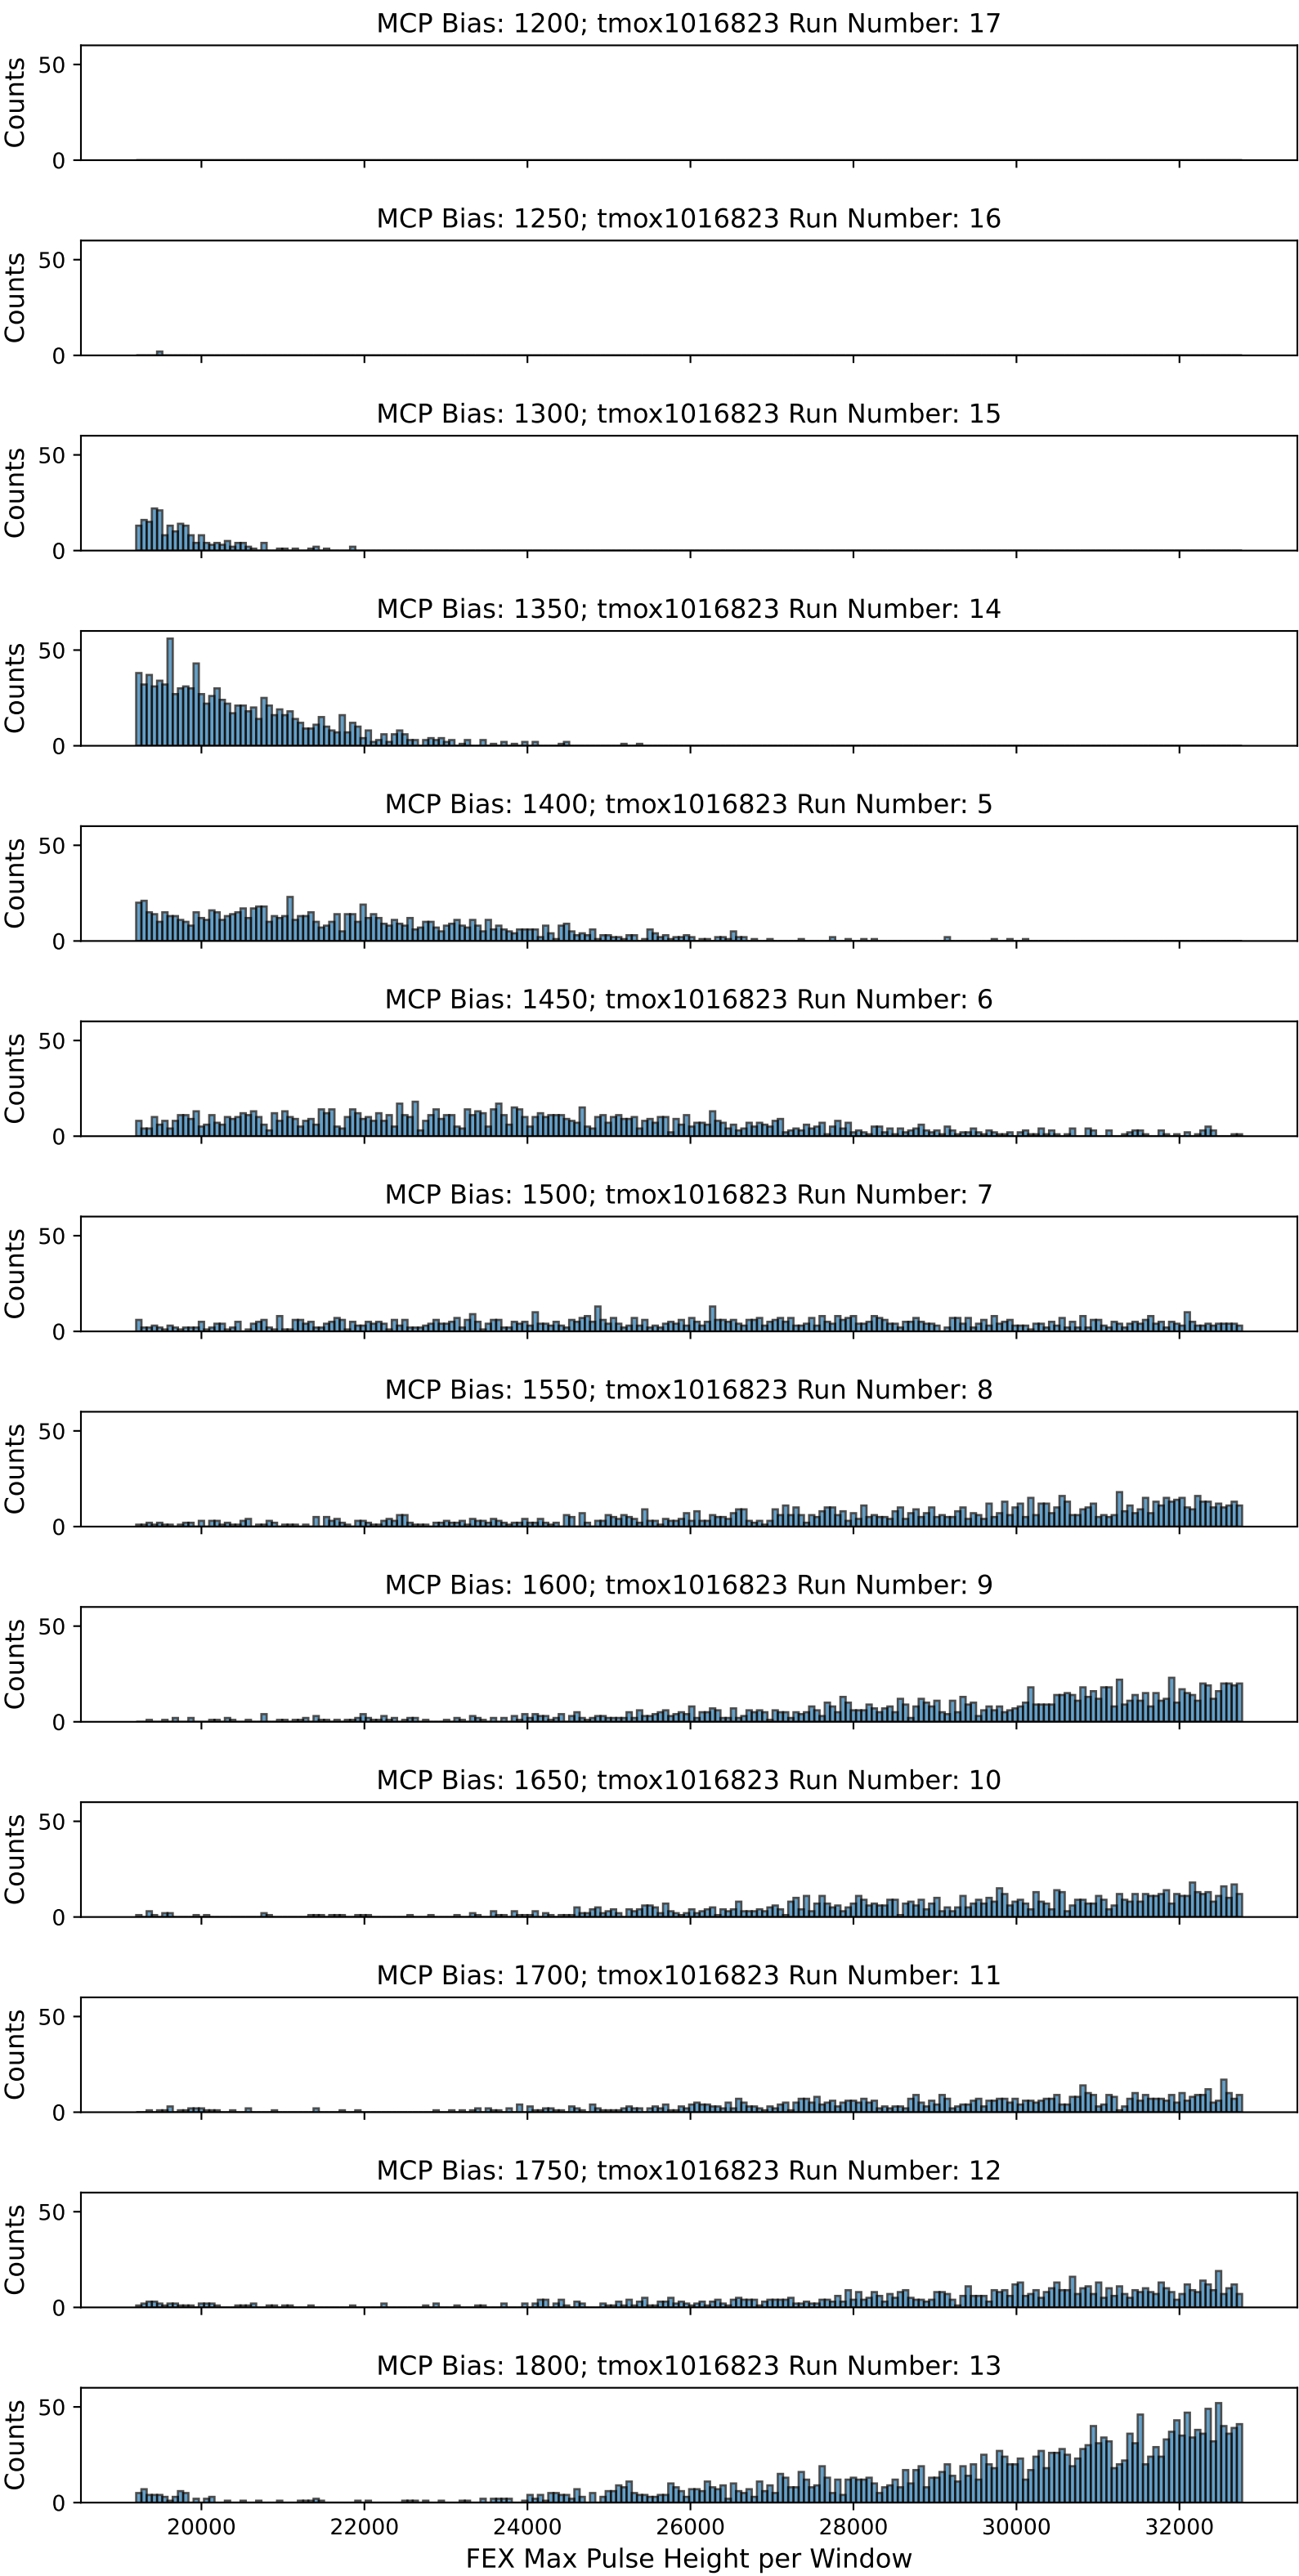 MCP Bias: 1200; tmox1016823 Run Number: 17
50
0
Counts
MCP Bias: 1250; tmox1016823 Run Number: 16
50
0
Counts
MCP Bias: 1300; tmox1016823 Run Number: 15
50
0
Counts
MCP Bias: 1350; tmox1016823 Run Number: 14
50
0
Counts
MCP Bias: 1400; tmox1016823 Run Number: 5
50
0
Counts
MCP Bias: 1450; tmox1016823 Run Number: 6
50
0
Counts
MCP Bias: 1500; tmox1016823 Run Number: 7
50
0
Counts
MCP Bias: 1550; tmox1016823 Run Number: 8
50
0
Counts
MCP Bias: 1600; tmox1016823 Run Number: 9
50
0
Counts
MCP Bias: 1650; tmox1016823 Run Number: 10
50
0
Counts
MCP Bias: 1700; tmox1016823 Run Number: 11
50
0
Counts
MCP Bias: 1750; tmox1016823 Run Number: 12
50
0
Counts
MCP Bias: 1800; tmox1016823 Run Number: 13
50
0
Counts
20000 22000 24000 26000 28000 30000 32000
FEX Max Pulse Height per Window